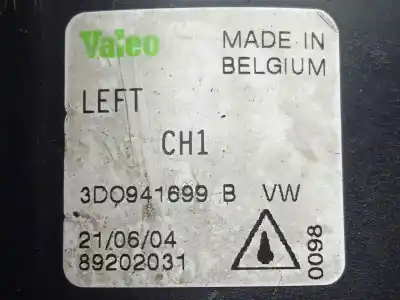 Valeo
MADE IN
BELGIUM
LEFT
CH1
3D0941699 B VW
21/06/04
89202031
0098